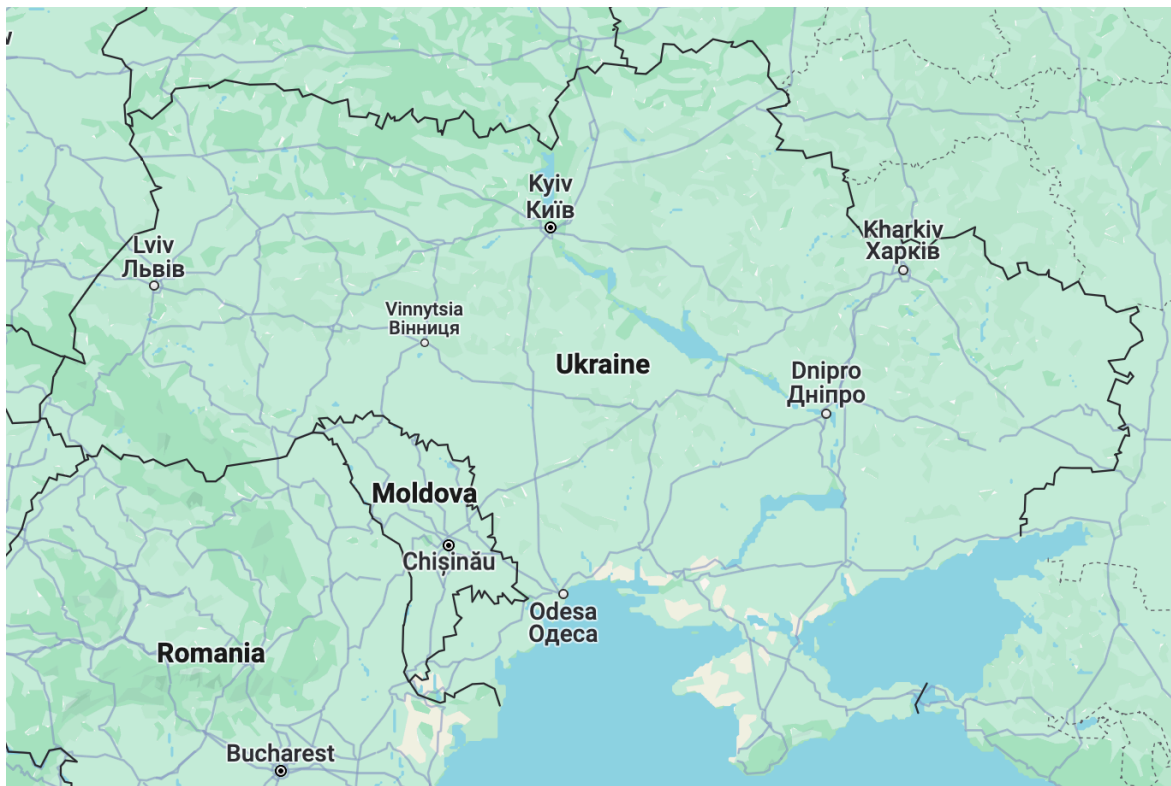 Kyiv
Київ
Kharkiv
Харків
Lviv
Львів
Vinnytsia
Вінниця
Ukraine
Dnipro
Дніпро
Moldova
Chișinău
Odesa
Одеса
Romania
Bucharest